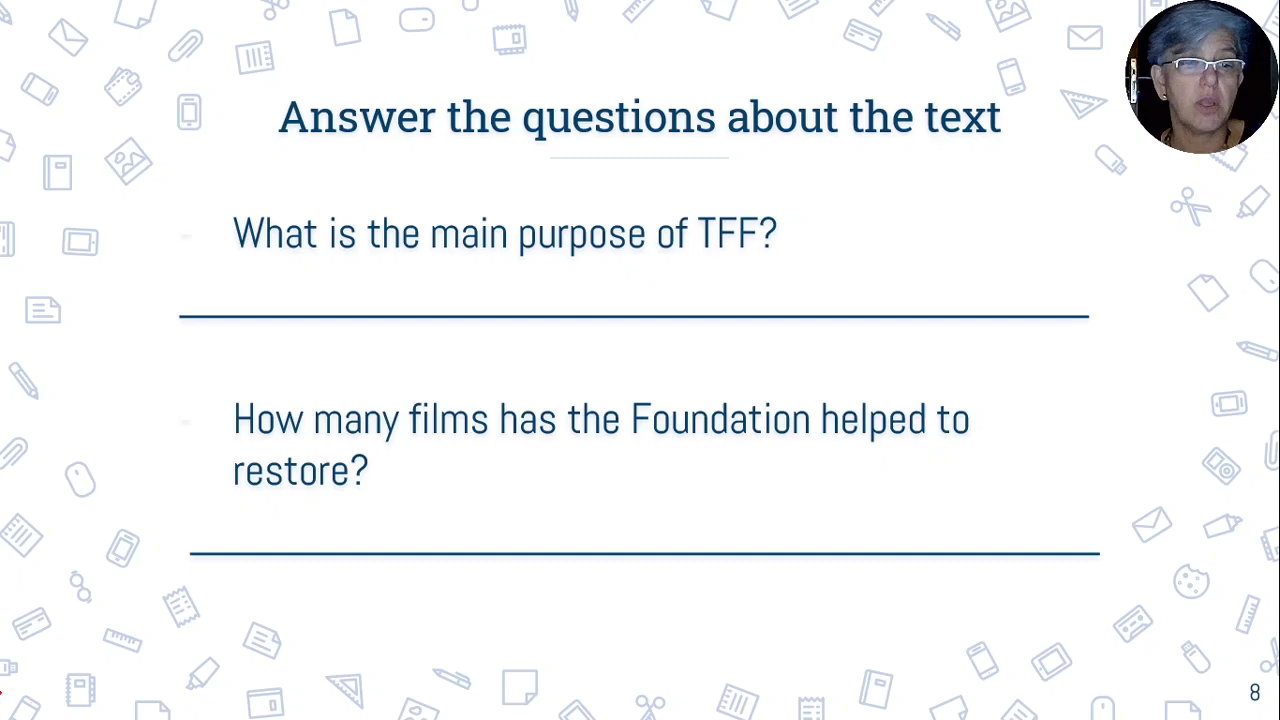 Answer the questions about the text
What is the main purpose of TFF?
How many films has the Foundation helped to
restore?
8